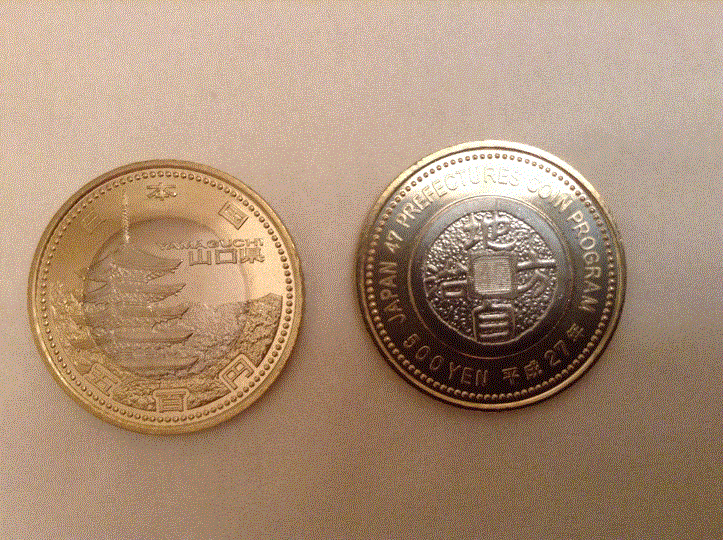 日本国
YAMAGUCHI
山口県
五百円
JAPAN 47 PREFECTURES COIN PROGRAM
地方自治
500 YEN 平成27年